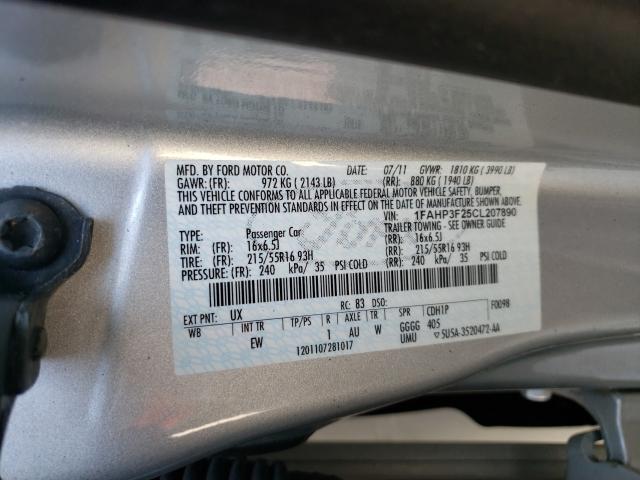 MFD. BY FORD MOTOR CO. DATE: 07/11 GVWR: 1810 KG ( 3990 LB)
GAWR: (FR): 972 KG ( 2143 LB) (RR): 880 KG ( 1940 LB)
THIS VEHICLE CONFORMS TO ALL APPLICABLE FEDERAL MOTOR VEHICLE SAFETY, BUMPER,
AND THEFT PREVENTION STANDARDS IN EFFECT ON THE DATE OF MANUFACTURE SHOWN ABOVE.
VIN: 1FAHP3F25CL207890
TYPE: Passenger Car TRAILER TOWING - SEE OWNER GUIDE
RIM: (FR): 16x6.5J (RR): 16x6.5J
TIRE: (FR): 215/55R16 93H (RR): 215/55R16 93H
PRESSURE: (FR): 240 kPa/ 35 PSI COLD (RR): 240 kPa/ 35 PSI COLD
EXT PNT: UX RC: 83 DSO: F0098
WB INT TR TP/PS R AXLE TR SPR CDH1P
EW 1 AU W GGGG 405
UMU 5U5A-3520472-AA
1201107281017